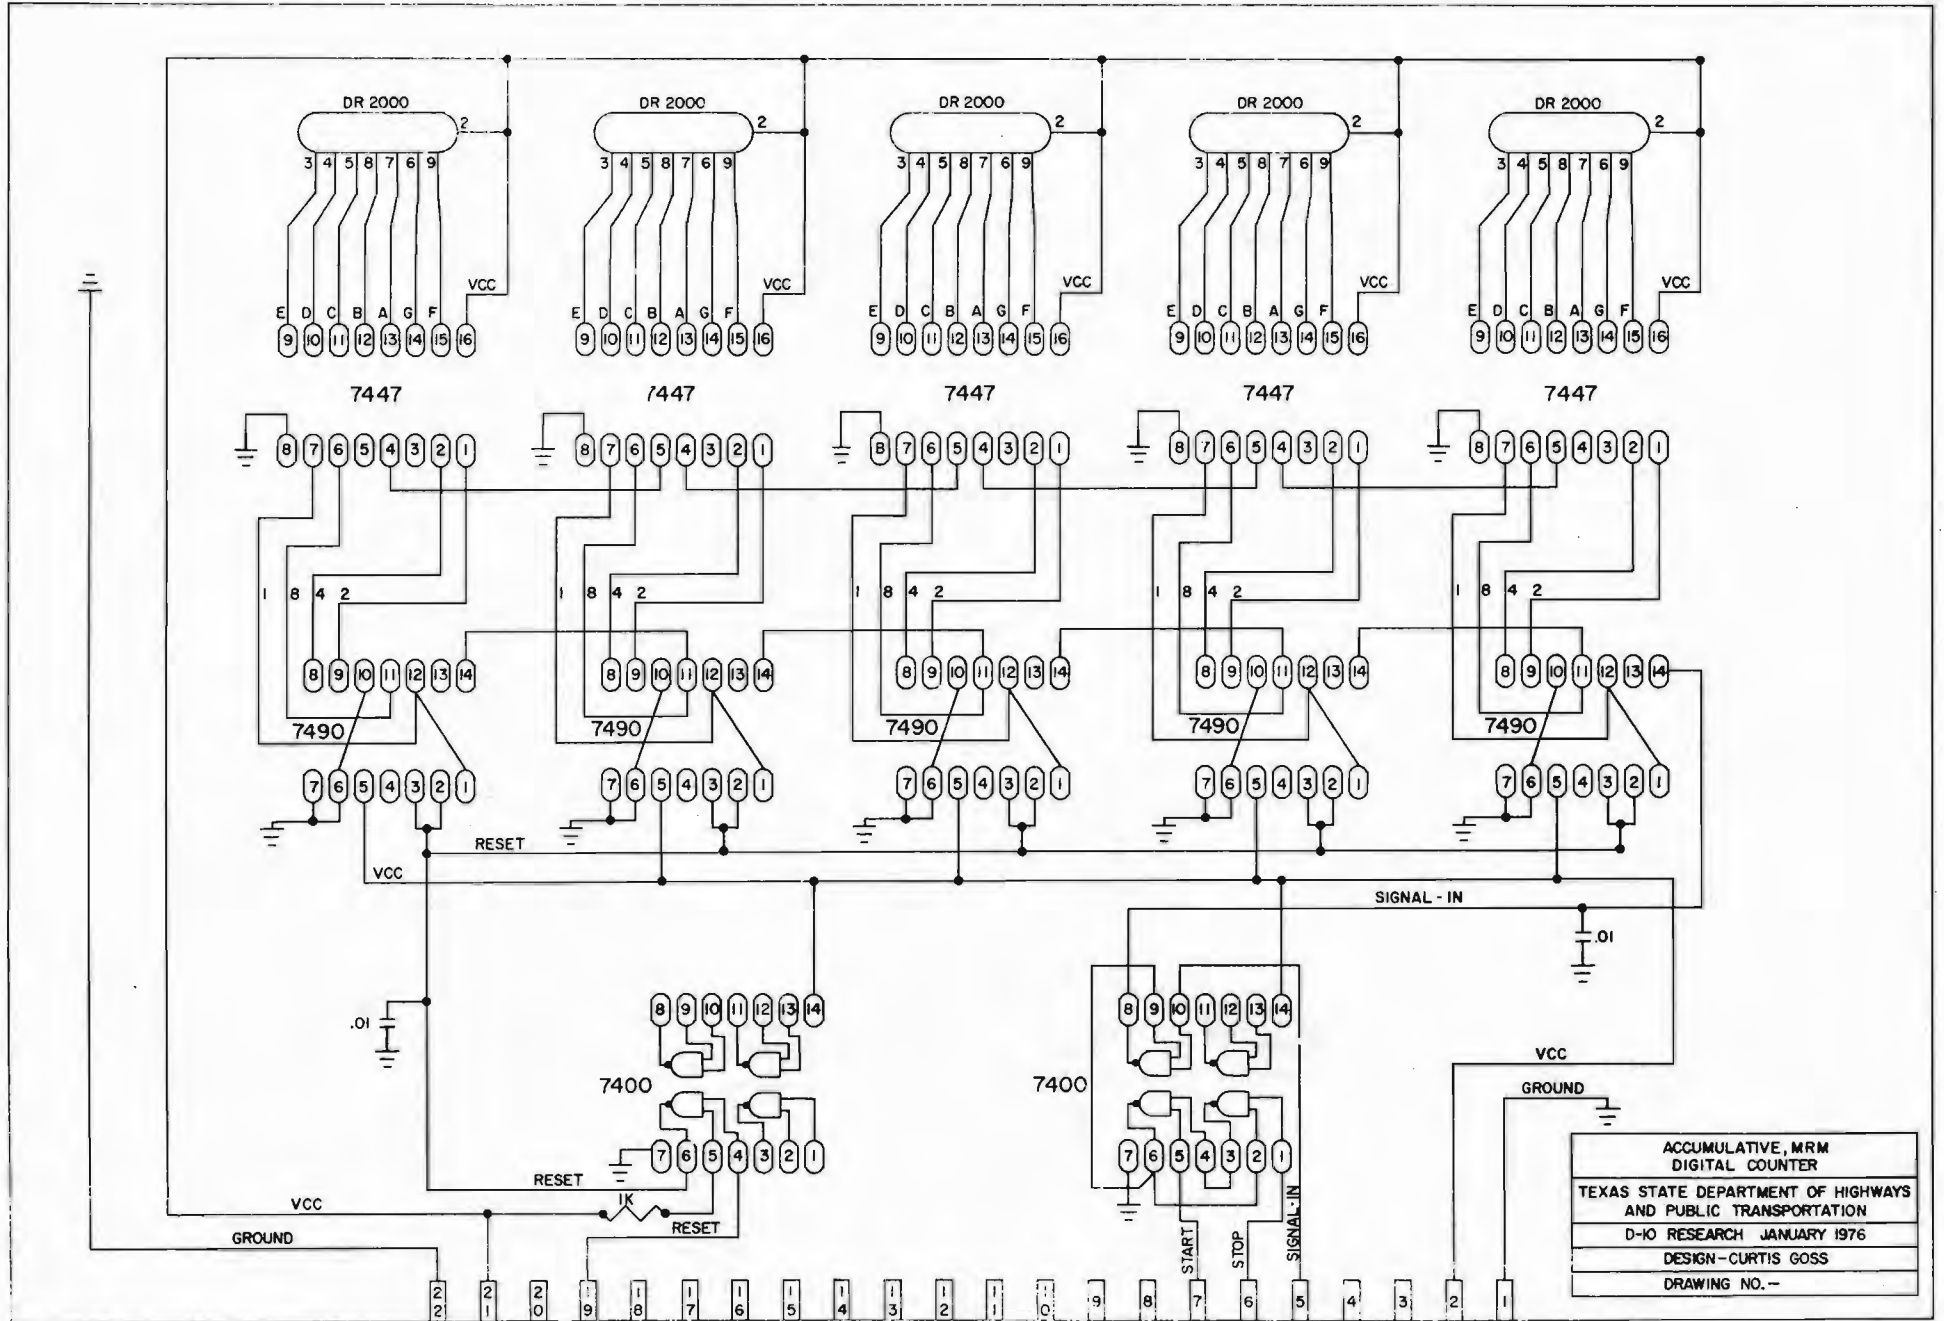 DR 2000 DR 2000 DR 2000 DR 2000 DR 2000
2 2 2 2 2
3 4 5 8 7 6 9 3 4 5 8 7 6 9 3 4 5 8 7 6 9 3 4 5 8 7 6 9 3 4 5 8 7 6 9
VCC VCC VCC VCC VCC
E D C B A G F E D C B A G F E D C B A G F E D C B A G F E D C B A G F
9 10 11 12 13 14 15 16 9 10 11 12 13 14 15 16 9 10 11 12 13 14 15 16 9 10 11 12 13 14 15 16 9 10 11 12 13 14 15 16
7447 7447 7447 7447 7447
8 7 6 5 4 3 2 1 8 7 6 5 4 3 2 1 8 7 6 5 4 3 2 1 8 7 6 5 4 3 2 1 8 7 6 5 4 3 2 1
1 8 4 2 1 8 4 2 1 8 4 2 1 8 4 2 1 8 4 2
8 9 10 11 12 13 14 8 9 10 11 12 13 14 8 9 10 11 12 13 14 8 9 10 11 12 13 14 8 9 10 11 12 13 14
7490 7490 7490 7490 7490
7 6 5 4 3 2 1 7 6 5 4 3 2 1 7 6 5 4 3 2 1 7 6 5 4 3 2 1 7 6 5 4 3 2 1
RESET
VCC
SIGNAL - IN
.01
8 9 10 11 12 13 14 8 9 10 11 12 13 14
.01
VCC
7400 7400
GROUND
7 6 5 4 3 2 1 7 6 5 4 3 2 1
RESET
1K
VCC
RESET
GROUND
START
STOP
SIGNAL-IN
22 21 20 19 18 17 16 15 14 13 12 11 10 9 8 7 6 5 4 3 2 1
ACCUMULATIVE, MRM
DIGITAL COUNTER
TEXAS STATE DEPARTMENT OF HIGHWAYS
AND PUBLIC TRANSPORTATION
D-10 RESEARCH JANUARY 1976
DESIGN-CURTIS GOSS
DRAWING NO.-